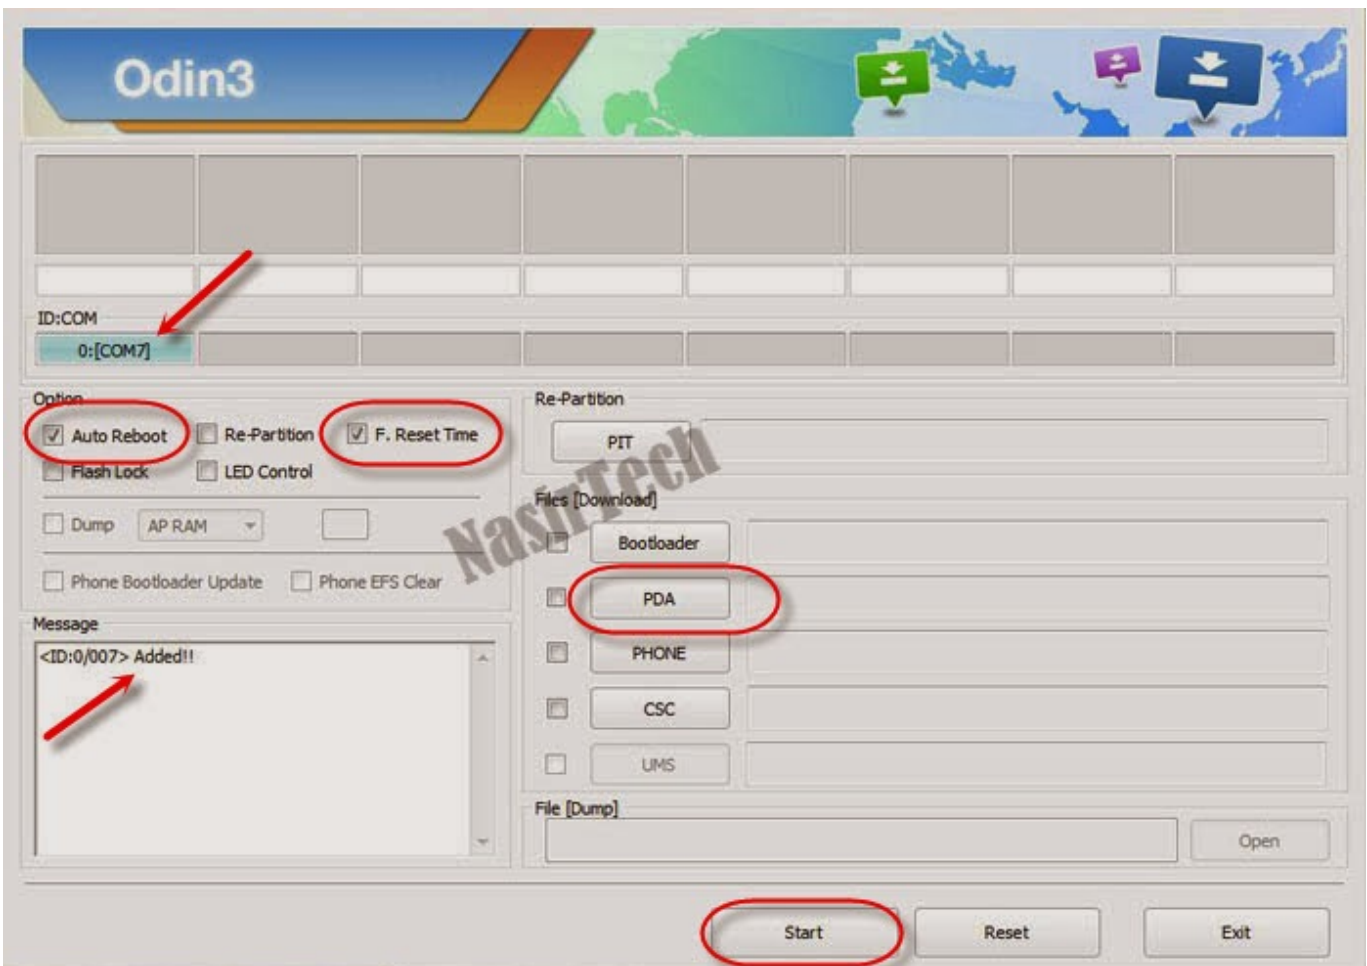 Odin3
ID:COM
0:[COM7]
Option
Auto Reboot
Re-Partition
F. Reset Time
Flash Lock
LED Control
Dump
AP RAM
Phone Bootloader Update
Phone EFS Clear
Message
<ID:0/007> Added!!
Re-Partition
PIT
Files [Download]
Bootloader
PDA
PHONE
CSC
UMS
File [Dump]
Open
Start
Reset
Exit
NasirTech